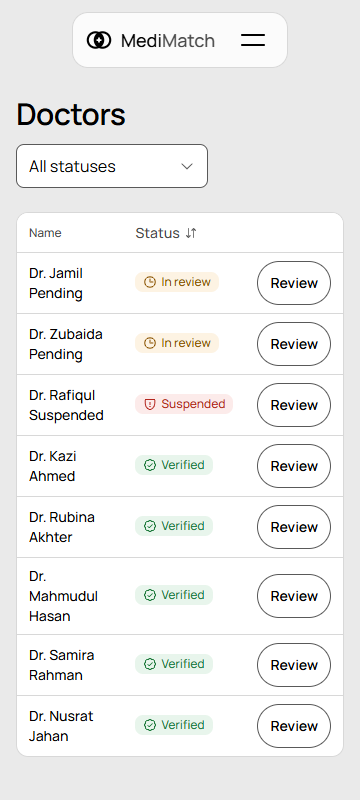 MediMatch
Doctors
All statuses
Name Status
Dr. Jamil
Pending
In review
Review
Dr. Zubaida
Pending
In review
Review
Dr. Rafiqul
Suspended
Suspended
Review
Dr. Kazi
Ahmed
Verified
Review
Dr. Rubina
Akhter
Verified
Review
Dr.
Mahmudul
Hasan
Verified
Review
Dr. Samira
Rahman
Verified
Review
Dr. Nusrat
Jahan
Verified
Review